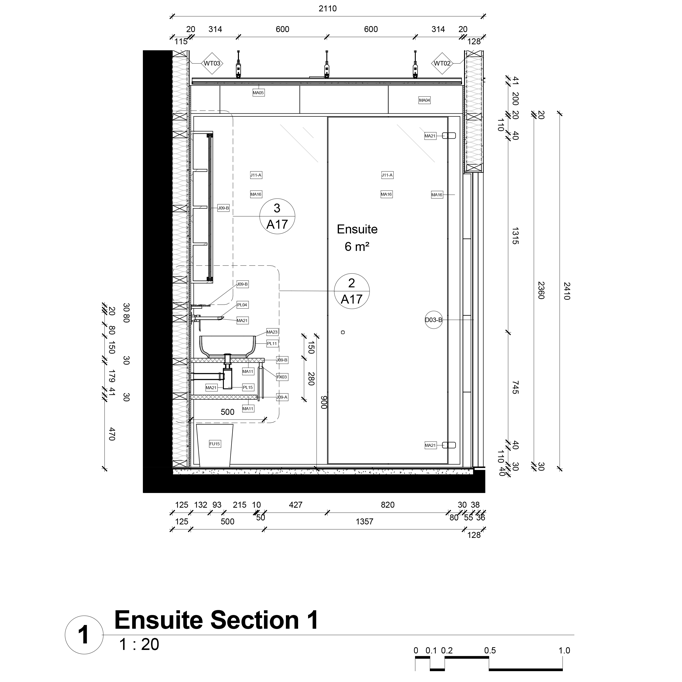 2110
20 314 600 600 314 20
115 128
WT03 WT02
MA05 MA04
41
200
20
110
40
1315
745
40
110
30
40
20
2360
30
2410
MA21
J11-A J11-A
MA16 MA16 MA16
J09-B
3
A17
Ensuite
6 m²
2
A17
J09-B
PL04
MA21
D03-B
MA23
PL11
J09-B
MA11
FX03
MA21 PL15
J09-A
MA11
500
150
280
900
FU15
MA21
30 80
20
80
150
30
179
41
30
470
125 132 93 215 10 427 820 30 38
50 80 55 38
125 500 1357
128
1 Ensuite Section 1
1 : 20
0 0.1 0.2 0.5 1.0